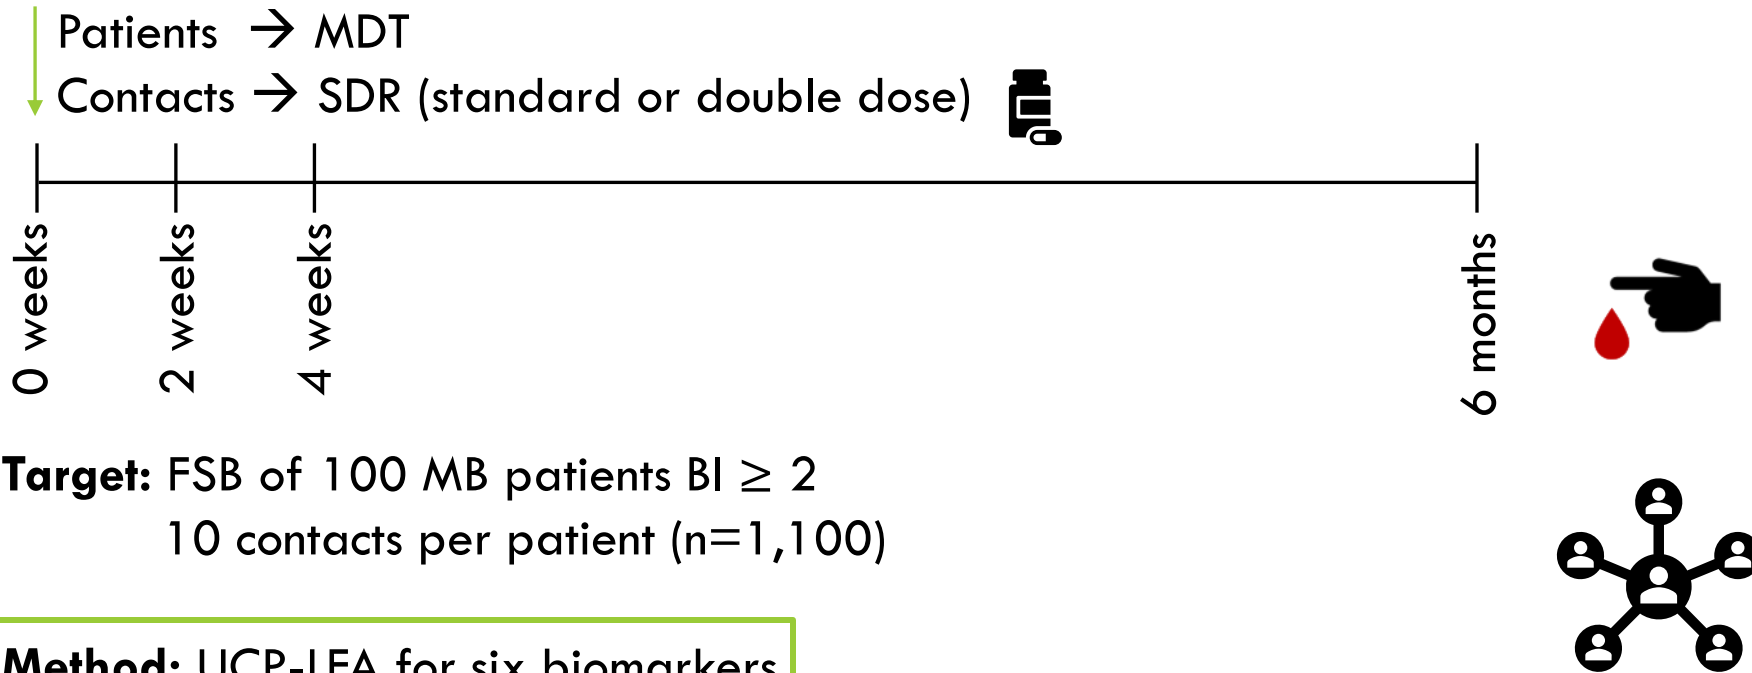 Patients → MDT
Contacts → SDR (standard or double dose)
0 weeks
2 weeks
4 weeks
6 months
Target: FSB of 100 MB patients BI ≥ 2
10 contacts per patient (n=1,100)
Method: UCP-LFA for six biomarkers